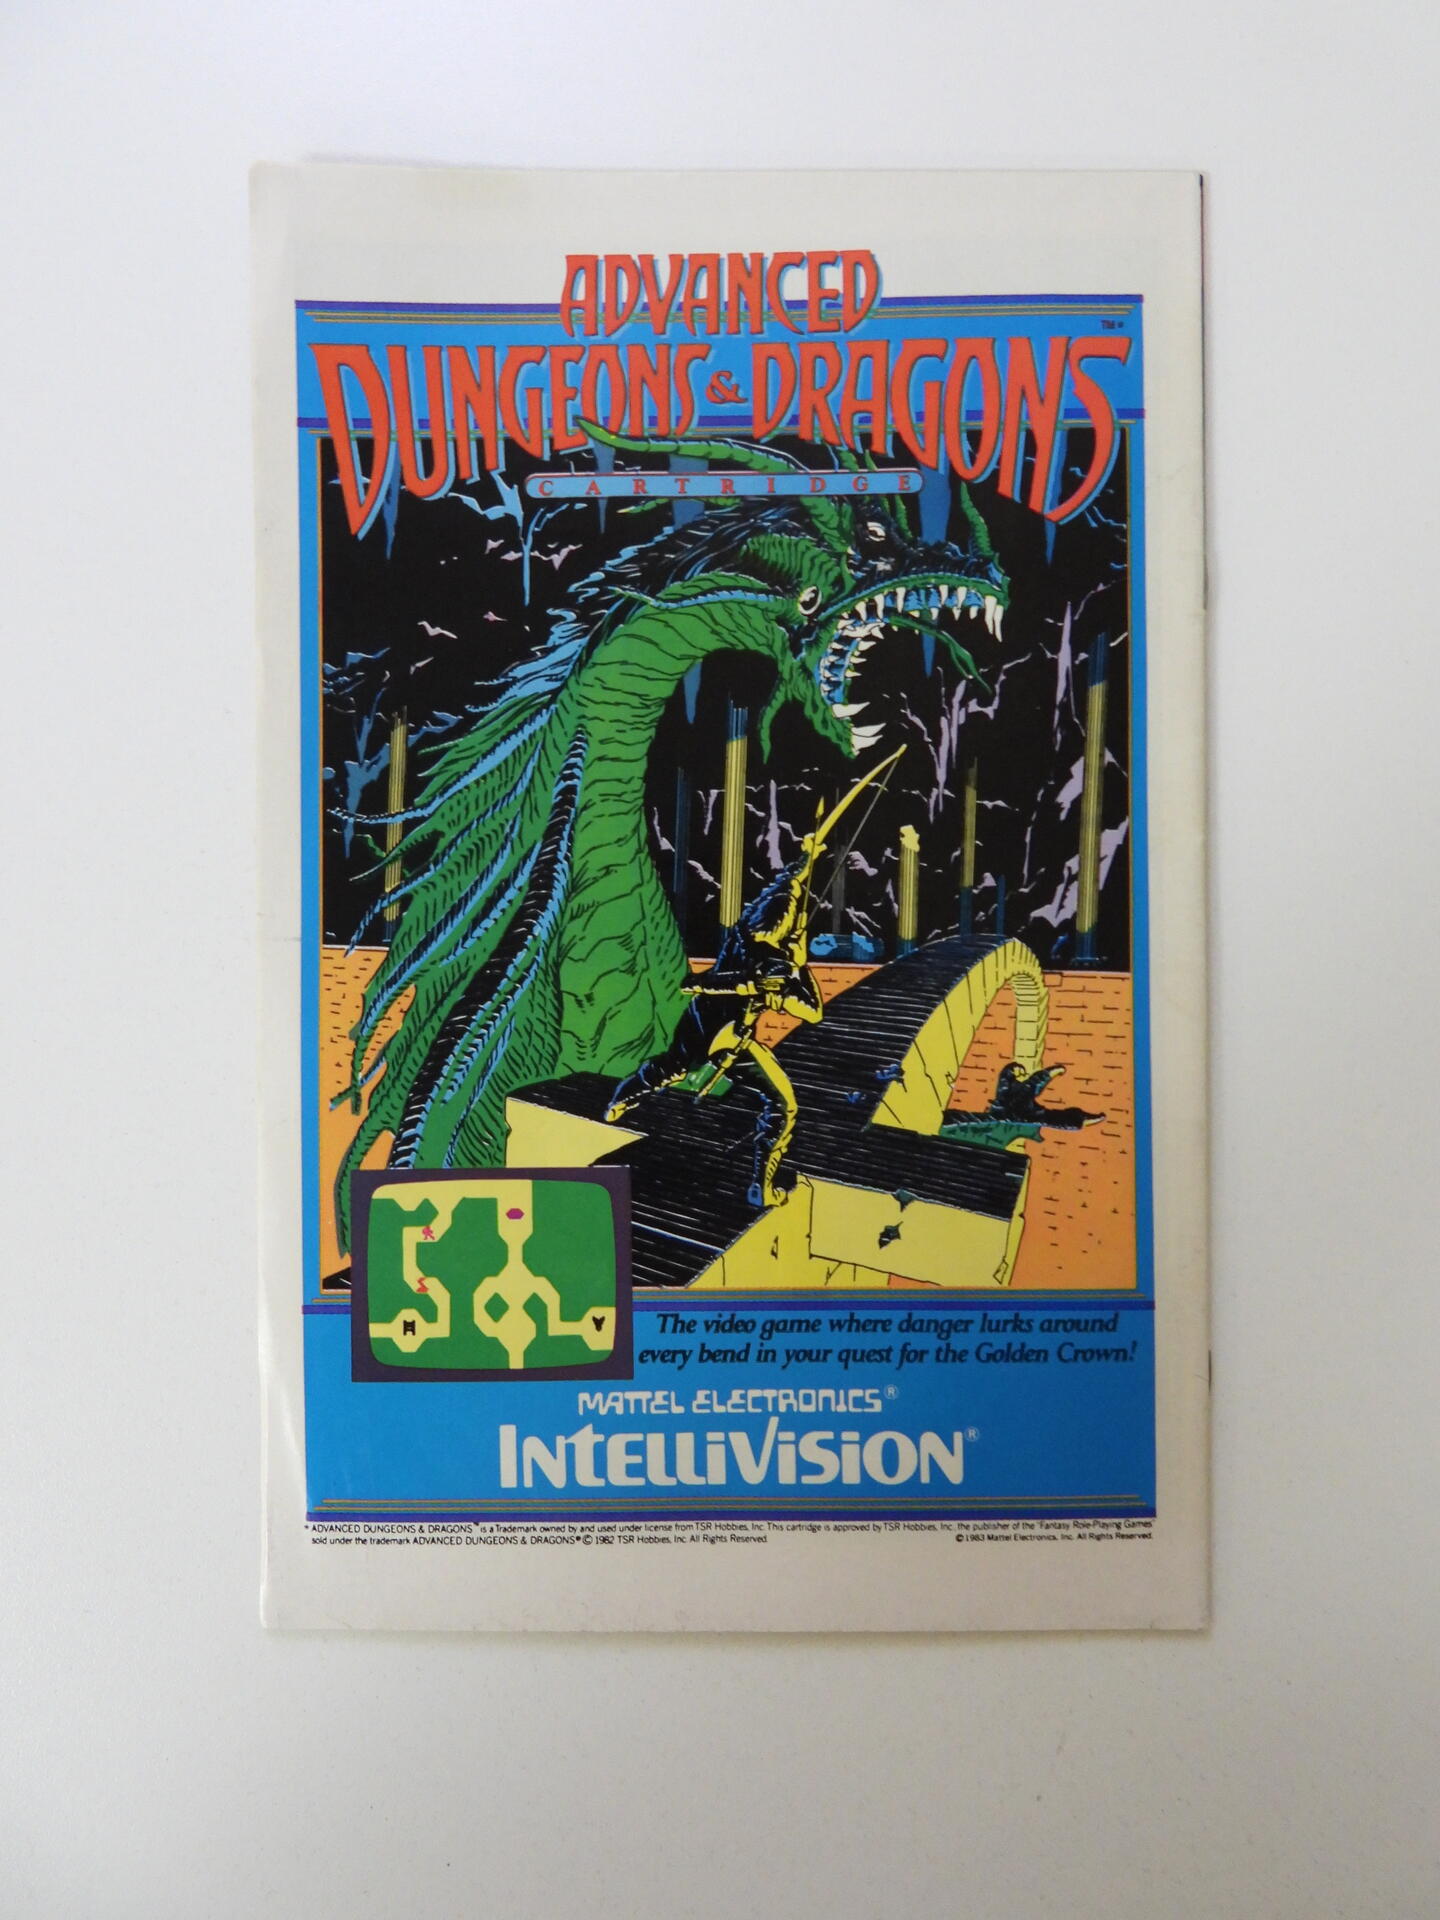 ADVANCED
DUNGEONS & DRAGONS TM*
CARTRIDGE
The video game where danger lurks around
every bend in your quest for the Golden Crown!
MATTEL ELECTRONICS®
INTELLIVISION®
* ADVANCED DUNGEONS & DRAGONS™ is a Trademark owned by and used under license from TSR Hobbies, Inc. This cartridge is approved by TSR Hobbies, Inc., the publisher of the "Fantasy Role-Playing Games"
sold under the trademark ADVANCED DUNGEONS & DRAGONS® © 1982 TSR Hobbies, Inc. All Rights Reserved. © 1983 Mattel Electronics, Inc. All Rights Reserved.